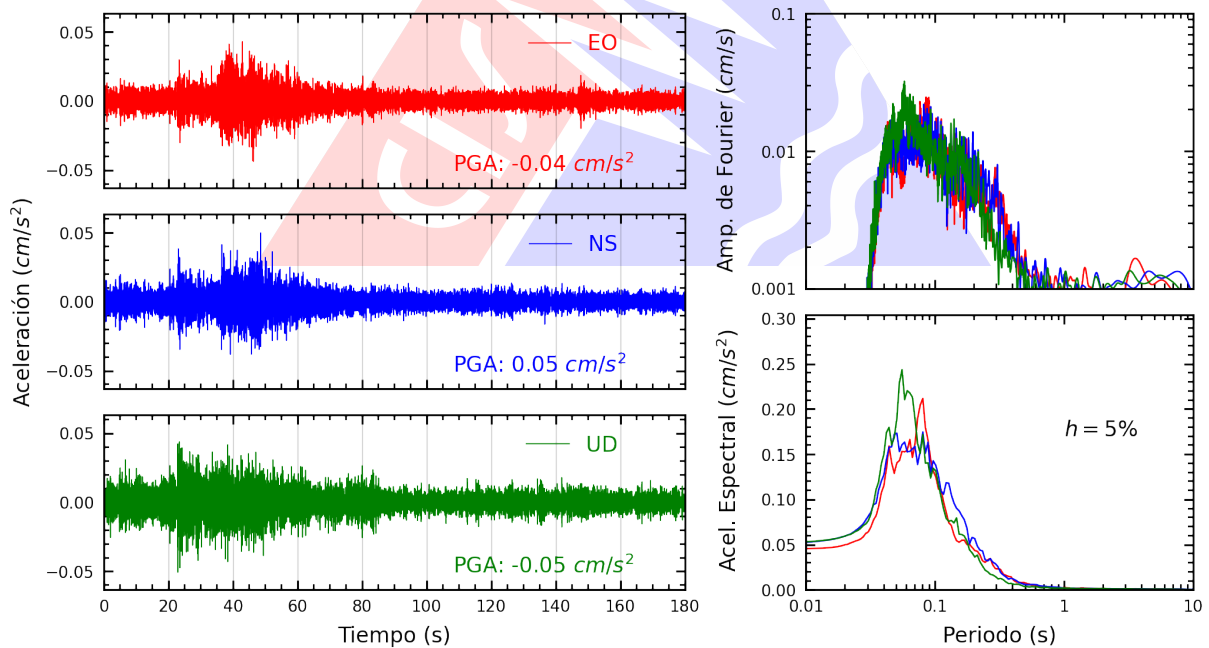 Aceleración (cm/s²)
0.05
0.00
−0.05
EO
PGA: -0.04 cm/s²
0.05
0.00
−0.05
NS
PGA: 0.05 cm/s²
0.05
0.00
−0.05
UD
PGA: -0.05 cm/s²
0 20 40 60 80 100 120 140 160 180
Tiempo (s)
Amp. de Fourier (cm/s)
0.1
0.01
0.001
Acel. Espectral (cm/s²)
0.30
0.25
0.20
0.15
0.10
0.05
0.00
h = 5%
0.01 0.1 1 10
Periodo (s)